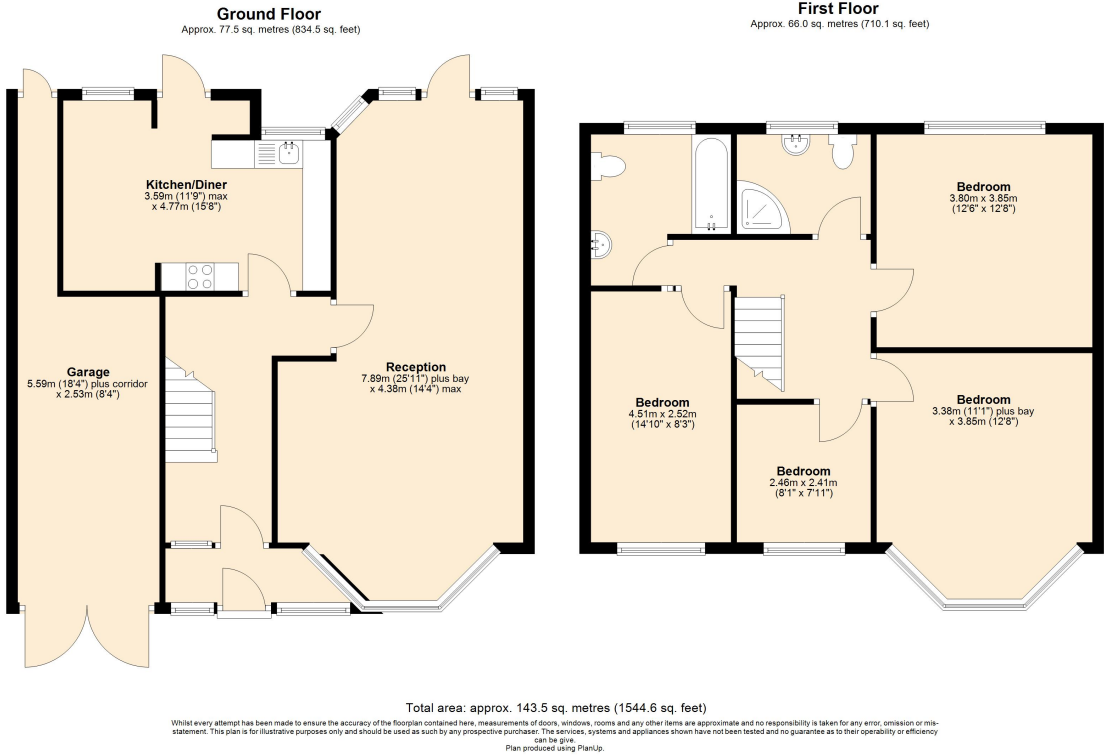 Ground Floor
Approx. 77.5 sq. metres (834.5 sq. feet)
Kitchen/Diner
3.59m (11'9") max
x 4.77m (15'8")
Garage
5.59m (18'4") plus corridor
x 2.53m (8'4")
Reception
7.89m (25'11") plus bay
x 4.38m (14'4") max
First Floor
Approx. 66.0 sq. metres (710.1 sq. feet)
Bedroom
3.80m x 3.85m
(12'6" x 12'8")
Bedroom
4.51m x 2.52m
(14'10" x 8'3")
Bedroom
3.38m (11'1") plus bay
x 3.85m (12'8")
Bedroom
2.46m x 2.41m
(8'1" x 7'11")
Total area: approx. 143.5 sq. metres (1544.6 sq. feet)
Whilst every attempt has been made to ensure the accuracy of the floorplan contained here, measurements of doors, windows, rooms and any other items are approximate and no responsibility is taken for any error, omission or mis-
statement. This plan is for illustrative purposes only and should be used as such by any prospective purchaser. The services, systems and appliances shown have not been tested and no guarantee as to their operability or efficiency
can be give.
Plan produced using PlanUp.